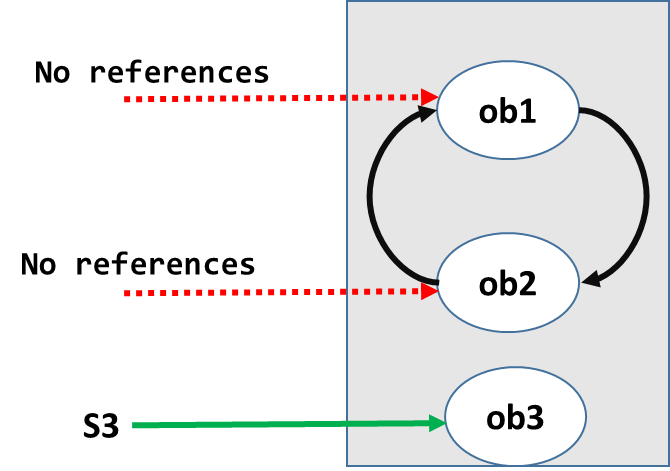 No references
ob1
No references
ob2
S3
ob3